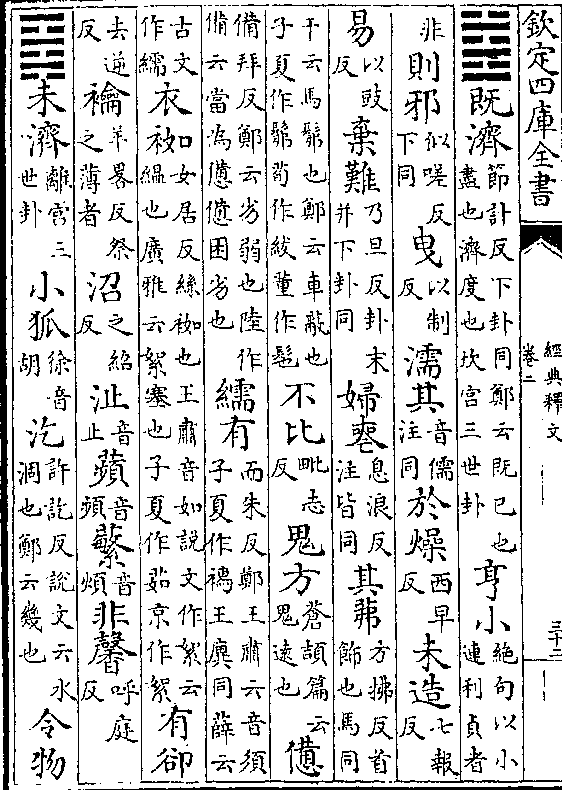 欽定四庫全書
經典釋文
卷二
三十二
䷾既濟節計反下卦同鄭云既已也盡也濟度也坎宫三世卦亨小絶句以小連利貞者
非則邪似嗟反下同曳以制反濡其音儒注同於燥西早反未造七報反
易以豉反棄難乃旦反卦末并下卦同婦喪息浪反注皆同其茀方拂反首飾也馬同
干云馬髴也鄭云車蔽也子夏作髴荀作紱董作髢不比毗志反鬼方蒼頡篇云鬼遠也憊
備拜反鄭云劣弱也陸作備云當為憊憊困劣也繻有而朱反鄭王肅云音須子夏作襦王廙同薛云
古文作繻衣袽女居反絲袽也王肅音如説文作絮云緼也廣雅云絮塞也子夏作茹京作絮有卻
去逆反禴羊畧反祭之薄者沼之紹反沚音止蘋音頻蘩音煩非馨呼庭反
䷿未濟離宫三世卦小狐徐音胡汔許訖反説文云水涸也鄭云幾也令物